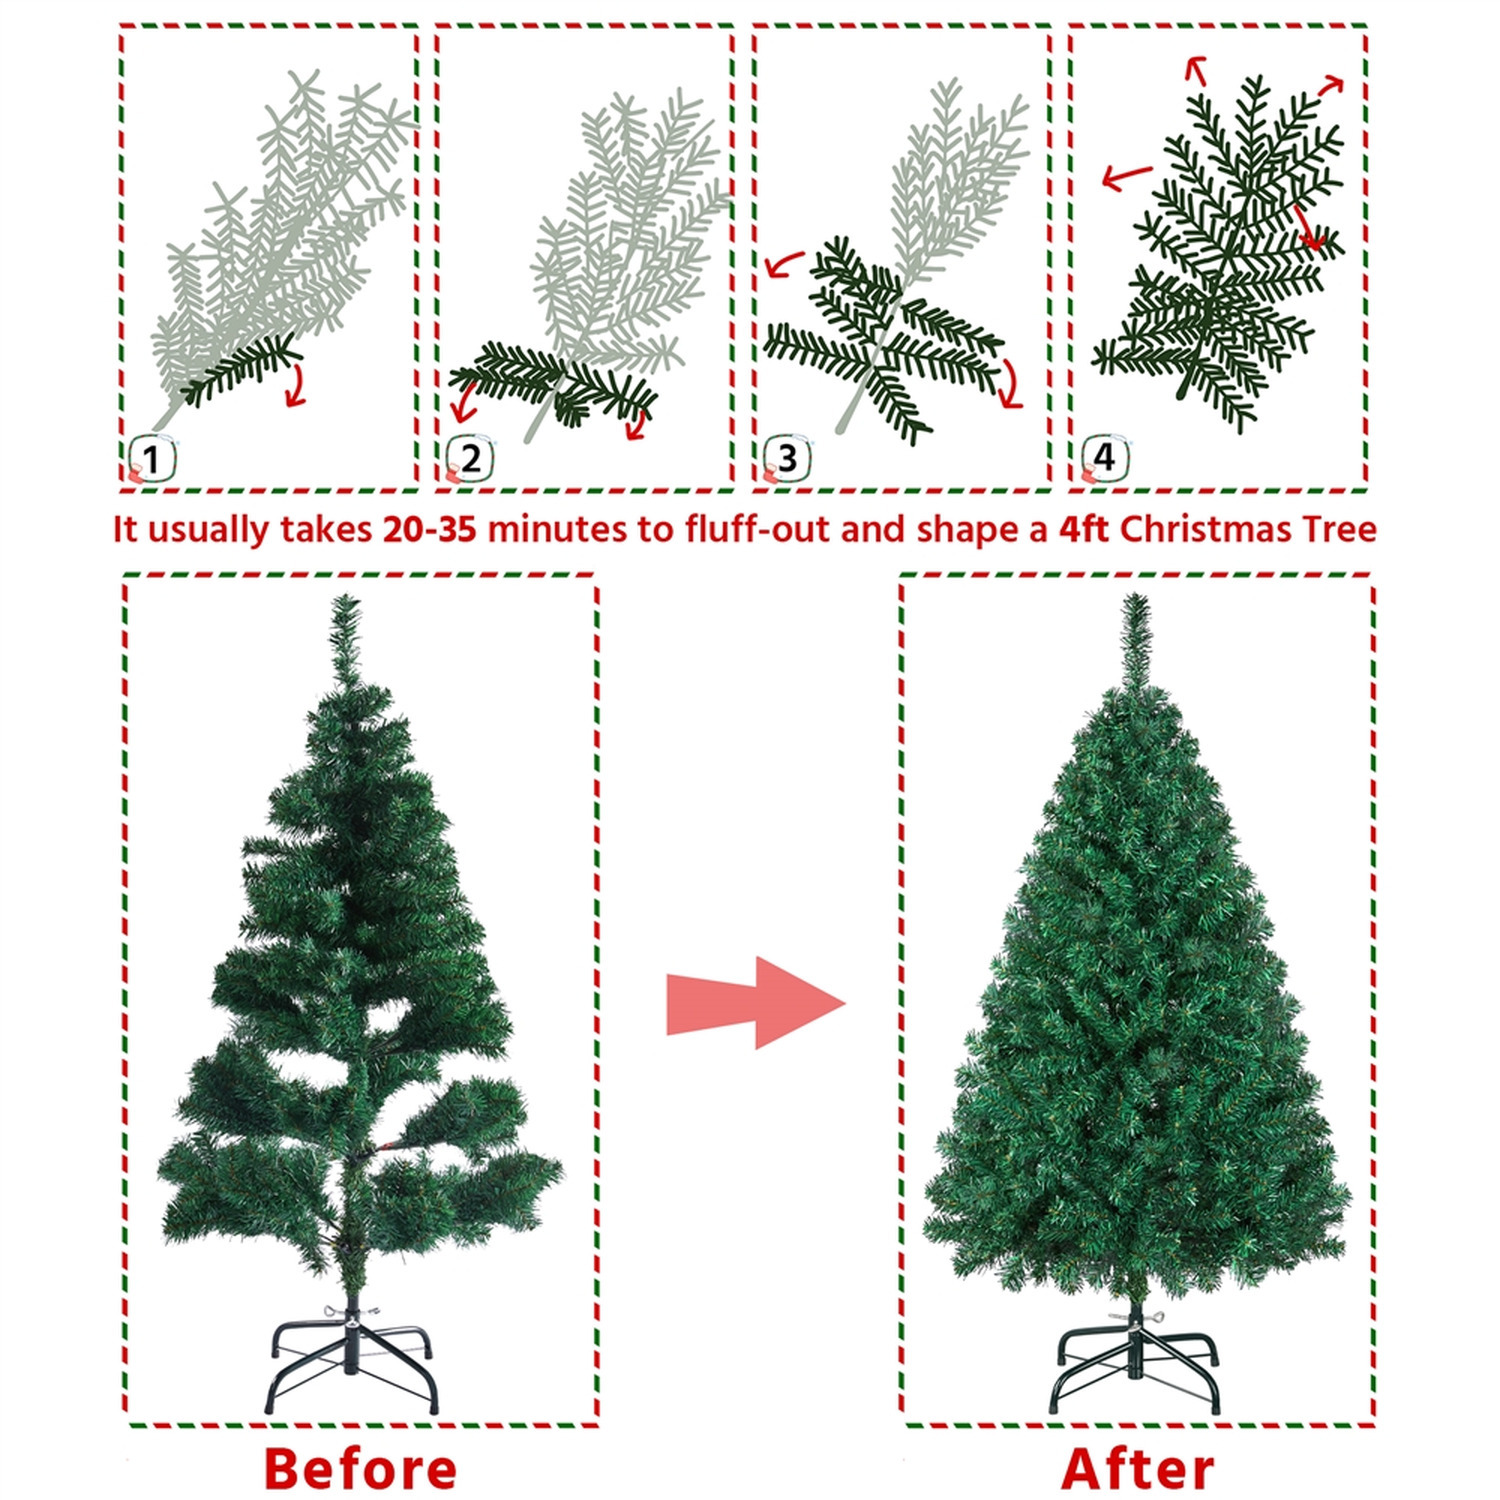 1
2
3
4
It usually takes 20-35 minutes to fluff-out and shape a 4ft Christmas Tree
Before
After